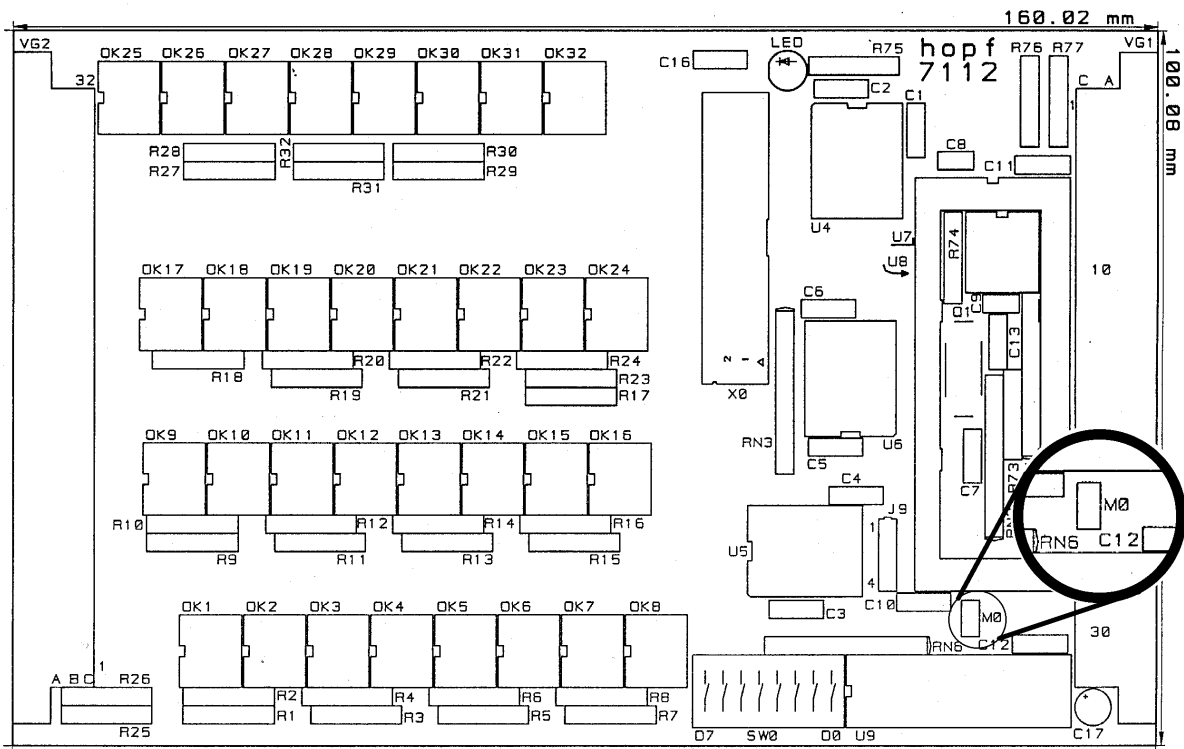 160.02 mm
100.08 mm
VG2 OK25 OK26 OK27 OK28 OK29 OK30 OK31 OK32 LED R75 hopf R76 R77 VG1
7112
C16 C2 C1
32 C A
1
C8
R28 R32 R30 C11
R27 R31 R29
U4
U7 R74
U8
10
OK17 OK18 OK19 OK20 OK21 OK22 OK23 OK24
C6 C9
Q1
C13
R20 R22 R24
R18 R23
R19 R21 R17
2 1
X0
RN3
OK9 OK10 OK11 OK12 OK13 OK14 OK15 OK16
U6
C5
C7 R73
C4
M0
R10 R12 R14 R16
J9
1
RN6 C12
R9 R11 R13 R15
U5
4
C10
OK1 OK2 OK3 OK4 OK5 OK6 OK7 OK8
C3
M0
30
RN6 C12
1
A B C R26
R2 R4 R6 R8
R25 R1 R3 R5 R7
+
D7 SW0 D0 U9 C17